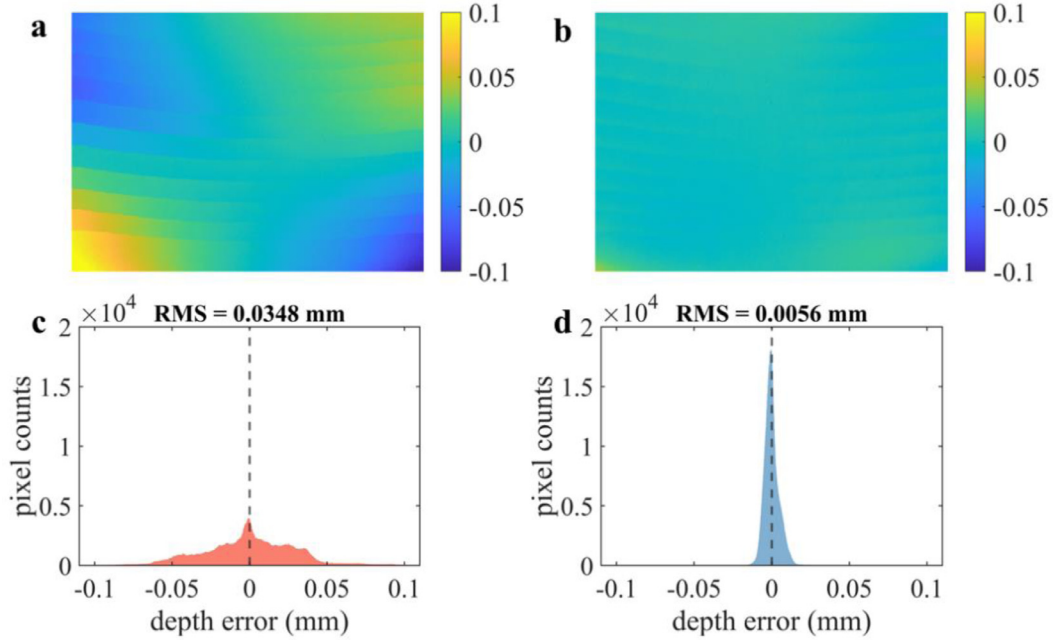 a
0.1
0.05
0
-0.05
-0.1
b
0.1
0.05
0
-0.05
-0.1
c
×10⁴
RMS = 0.0348 mm
2
1.5
1
0.5
0
pixel counts
-0.1 -0.05 0 0.05 0.1
depth error (mm)
d
×10⁴
RMS = 0.0056 mm
2
1.5
1
0.5
0
pixel counts
-0.1 -0.05 0 0.05 0.1
depth error (mm)